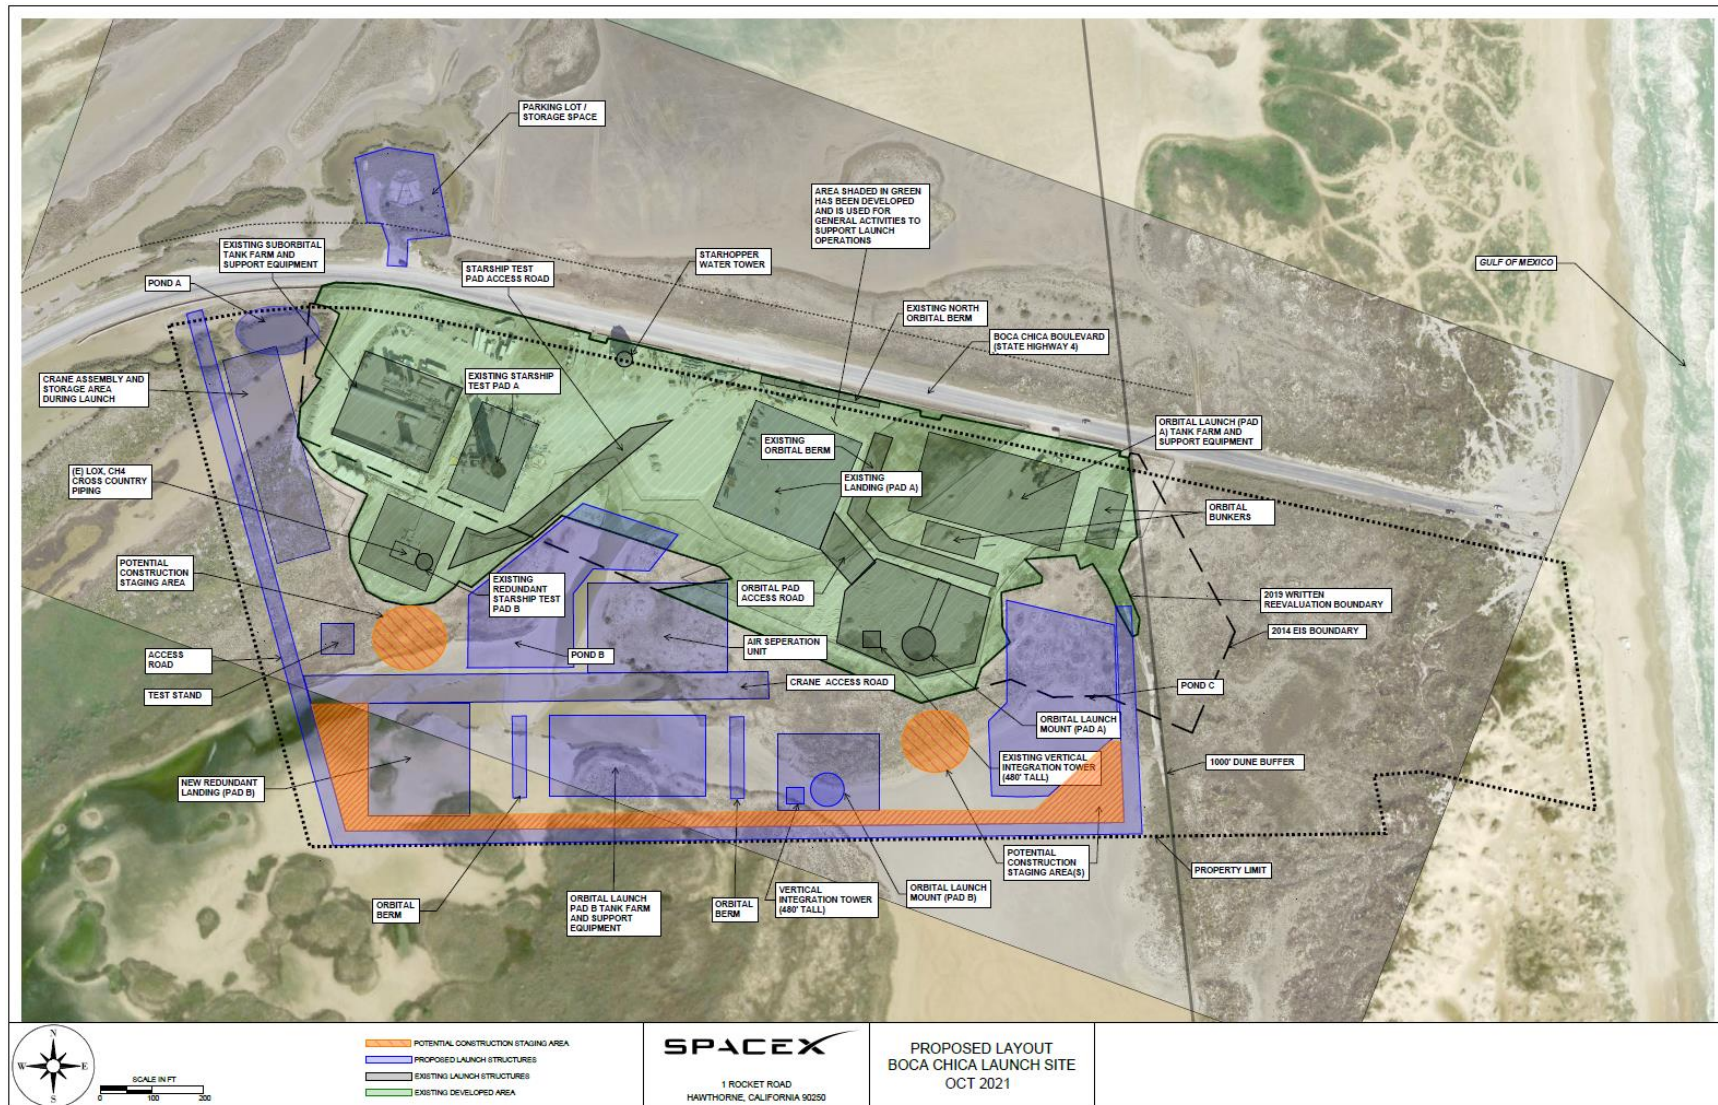 PARKING LOT /
STORAGE SPACE
AREA SHADED IN GREEN
HAS BEEN DEVELOPED
AND IS USED FOR
GENERAL ACTIVITIES TO
SUPPORT LAUNCH
OPERATIONS
EXISTING SUBORBITAL
TANK FARM AND
SUPPORT EQUIPMENT
STARHOPPER
WATER TOWER
STARSHIP TEST
PAD ACCESS ROAD
GULF OF MEXICO
POND A
EXISTING NORTH
ORBITAL BERM
BOCA CHICA BOULEVARD
(STATE HIGHWAY 4)
CRANE ASSEMBLY AND
STORAGE AREA
DURING LAUNCH
EXISTING STARSHIP
TEST PAD A
ORBITAL LAUNCH (PAD
A) TANK FARM AND
SUPPORT EQUIPMENT
EXISTING
ORBITAL BERM
(E) LOX, CH4
CROSS COUNTRY
PIPING
EXISTING
LANDING (PAD A)
ORBITAL
BUNKERS
POTENTIAL
CONSTRUCTION
STAGING AREA
EXISTING
REDUNDANT
STARSHIP TEST
PAD B
ORBITAL PAD
ACCESS ROAD
2019 WRITTEN
REEVALUATION BOUNDARY
2014 EIS BOUNDARY
AIR SEPERATION
UNIT
ACCESS
ROAD
POND B
TEST STAND
CRANE  ACCESS ROAD
POND C
ORBITAL LAUNCH
MOUNT (PAD A)
NEW REDUNDANT
LANDING (PAD B)
EXISTING VERTICAL
INTEGRATION TOWER
(480' TALL)
1000' DUNE BUFFER
POTENTIAL
CONSTRUCTION
STAGING AREA(S)
PROPERTY LIMIT
ORBITAL
BERM
ORBITAL LAUNCH
PAD B TANK FARM
AND SUPPORT
EQUIPMENT
ORBITAL
BERM
VERTICAL
INTEGRATION TOWER
(480' TALL)
ORBITAL LAUNCH
MOUNT (PAD B)
N
W
E
S
SCALE IN FT
0 100 200
POTENTIAL CONSTRUCTION STAGING AREA
PROPOSED LAUNCH STRUCTURES
EXISTING LAUNCH STRUCTURES
EXISTING DEVELOPED AREA
SPACEX
1 ROCKET ROAD
HAWTHORNE, CALIFORNIA 90250
PROPOSED LAYOUT
BOCA CHICA LAUNCH SITE
OCT 2021